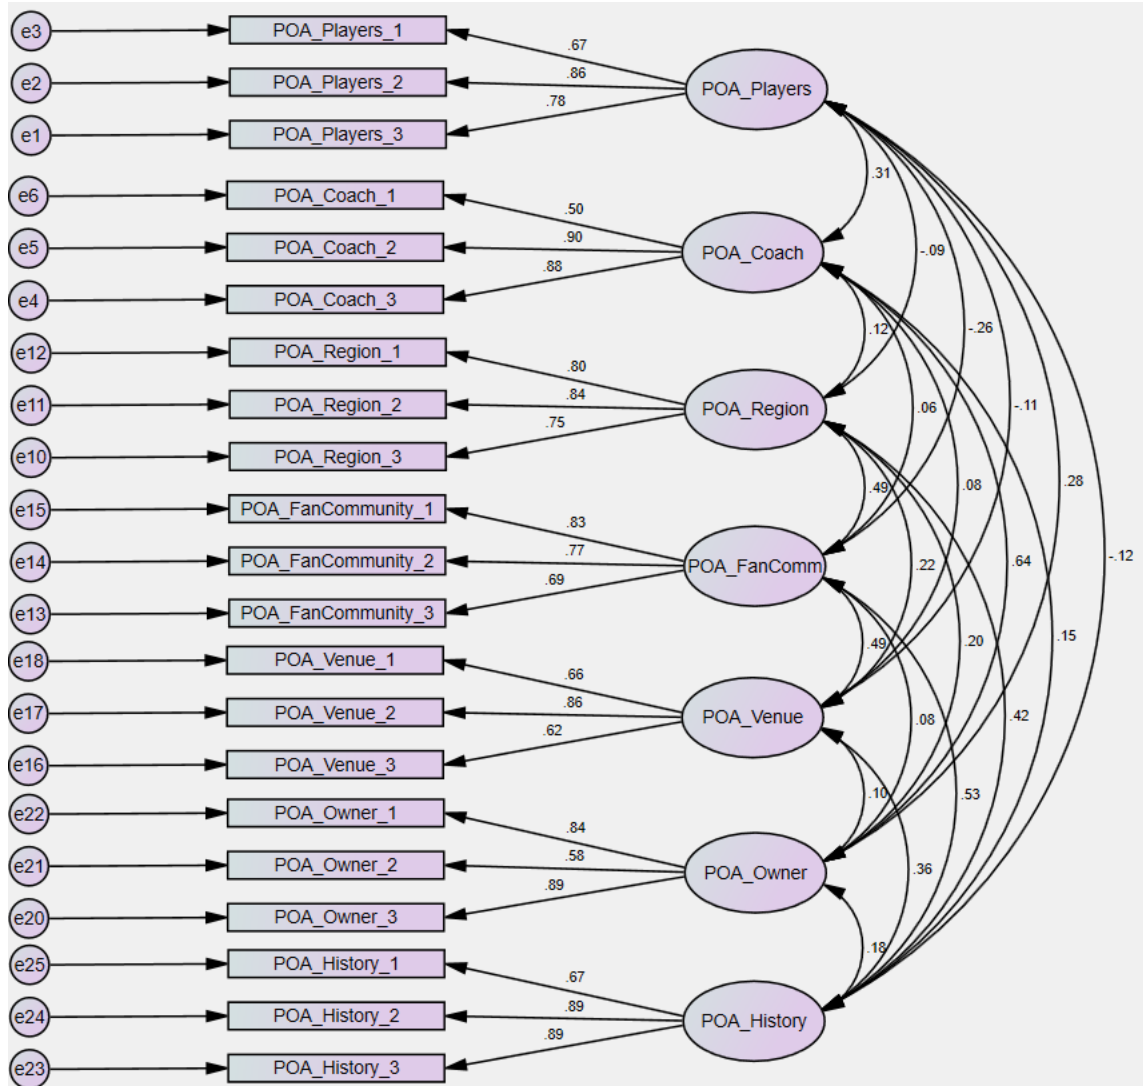 e3 POA_Players_1
.67
e2 POA_Players_2
.86
POA_Players
e1 POA_Players_3
.78
.31
e6 POA_Coach_1
.50
e5 POA_Coach_2
.90
POA_Coach
-.09
e4 POA_Coach_3
.88
.12
-.26
e12 POA_Region_1
.80
e11 POA_Region_2
.84
POA_Region
.06
-.11
e10 POA_Region_3
.75
.49
.08
.28
e15 POA_FanCommunity_1
.83
e14 POA_FanCommunity_2
.77
POA_FanComm
.22
.64
-.12
e13 POA_FanCommunity_3
.69
.49
.20
.15
e18 POA_Venue_1
.66
e17 POA_Venue_2
.86
POA_Venue
.08
.42
e16 POA_Venue_3
.62
.10
.53
e22 POA_Owner_1
.84
e21 POA_Owner_2
.58
POA_Owner
.36
e20 POA_Owner_3
.89
.18
e25 POA_History_1
.67
e24 POA_History_2
.89
POA_History
e23 POA_History_3
.89